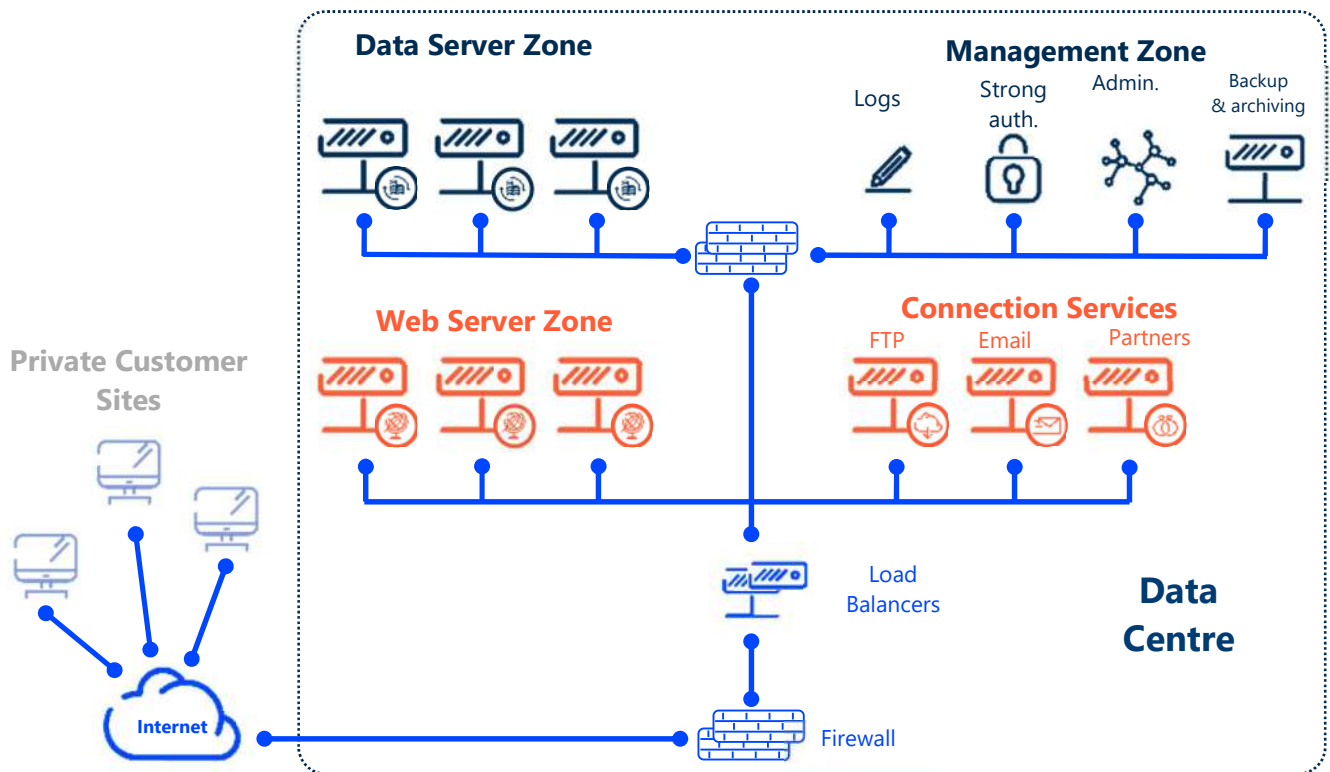 Data Server Zone
Management Zone
Logs
Strong
auth.
Admin.
Backup
& archiving
Web Server Zone
Connection Services
FTP
Email
Partners
Private Customer
Sites
Load
Balancers
Data
Centre
Internet
Firewall